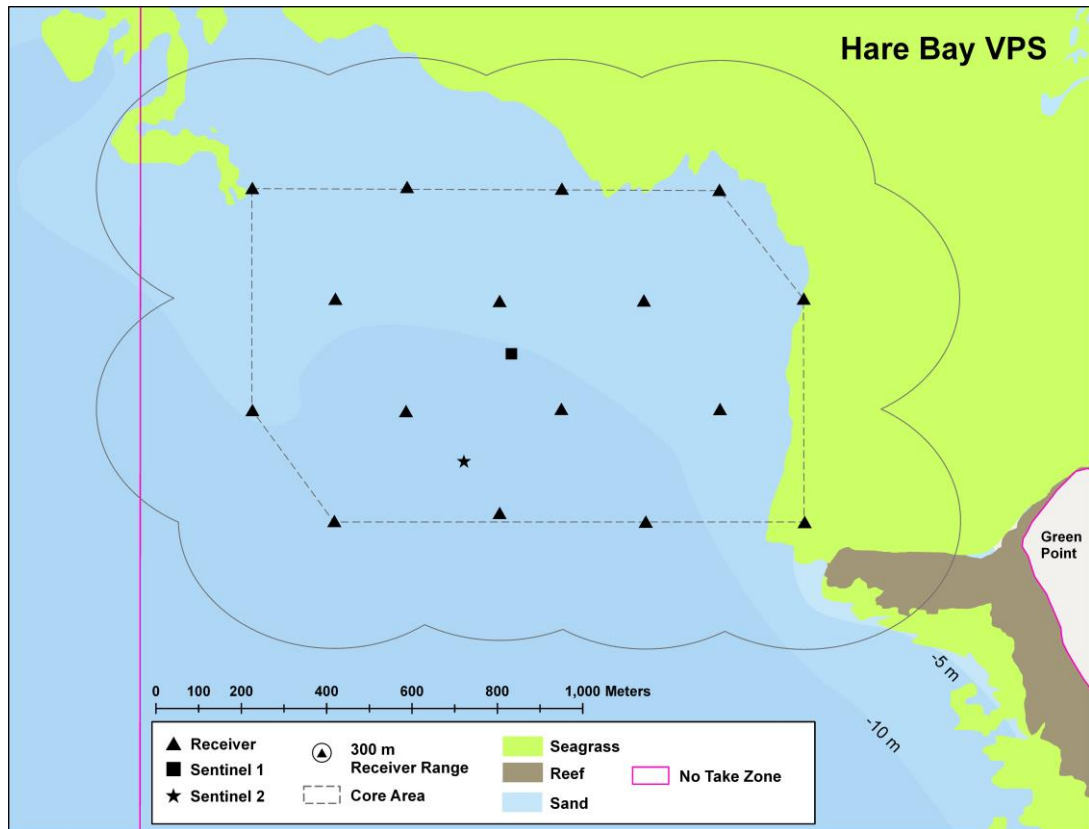 Hare Bay VPS
Green
Point
-5 m
-10 m
0 100 200 400 600 800 1,000 Meters
Receiver
Sentinel 1
Sentinel 2
300 m
Receiver Range
Core Area
Seagrass
Reef
Sand
No Take Zone